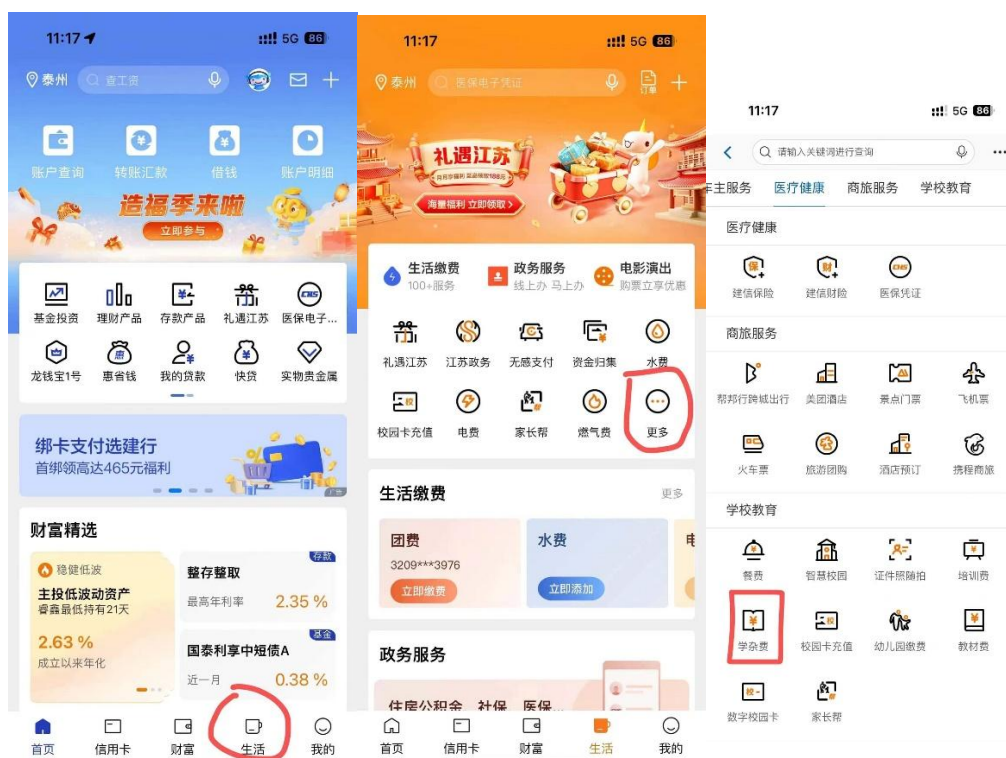 11:17
5G 86
泰州
查工资
账户查询 转账汇款 借钱 账户明细
造福季来啦
立即参与
基金投资 理财产品 存款产品 礼遇江苏 医保电子...
龙钱宝1号 惠省钱 我的贷款 快贷 实物贵金属
绑卡支付选建行
首绑领高达465元福利
广告
财富精选
稳健低波
主投低波动资产
睿鑫最低持有21天
2.63 %
成立以来年化
存款
整存整取
最高年利率 2.35 %
基金
国泰利享中短债A
近一月 0.38 %
首页 信用卡 财富 生活 我的
11:17
5G 86
泰州
医保电子凭证
订单
礼遇江苏
海量福利 立即领取>
生活缴费
100+服务
政务服务
线上办 马上办
电影演出
购票立享优惠
礼遇江苏 江苏政务 无感支付 资金归集 水费
校园卡充值 电费 家长帮 燃气费 更多
生活缴费 更多
团费
3209***3976
立即缴费
水费
立即添加
电
政务服务
住房公积金 社保 医保...
首页 信用卡 财富 生活 我的
11:17
5G 86
请输入关键词进行查询
车主服务 医疗健康 商旅服务 学校教育
医疗健康
建信保险 建信财险 医保凭证
商旅服务
帮邦行跨城出行 美团酒店 景点门票 飞机票
火车票 旅游团购 酒店预订 携程商旅
学校教育
餐费 智慧校园 证件照随拍 培训费
学杂费 校园卡充值 幼儿园缴费 教材费
数字校园卡 家长帮